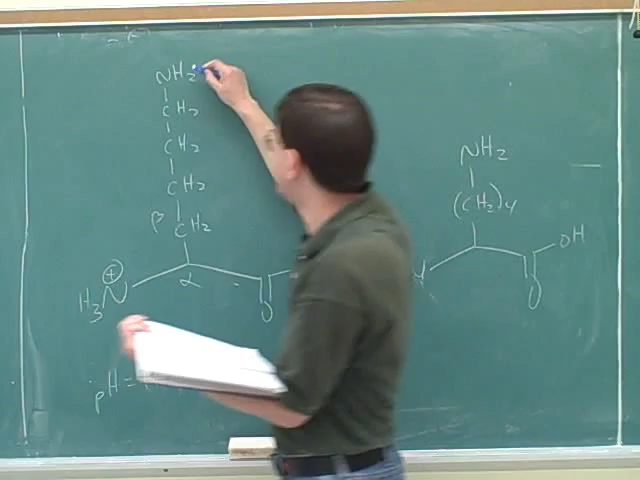 NH2
CH2
CH2
CH2
β CH2
α
⊕
H3N
O
NH2
(CH2)4
OH
O
pH=